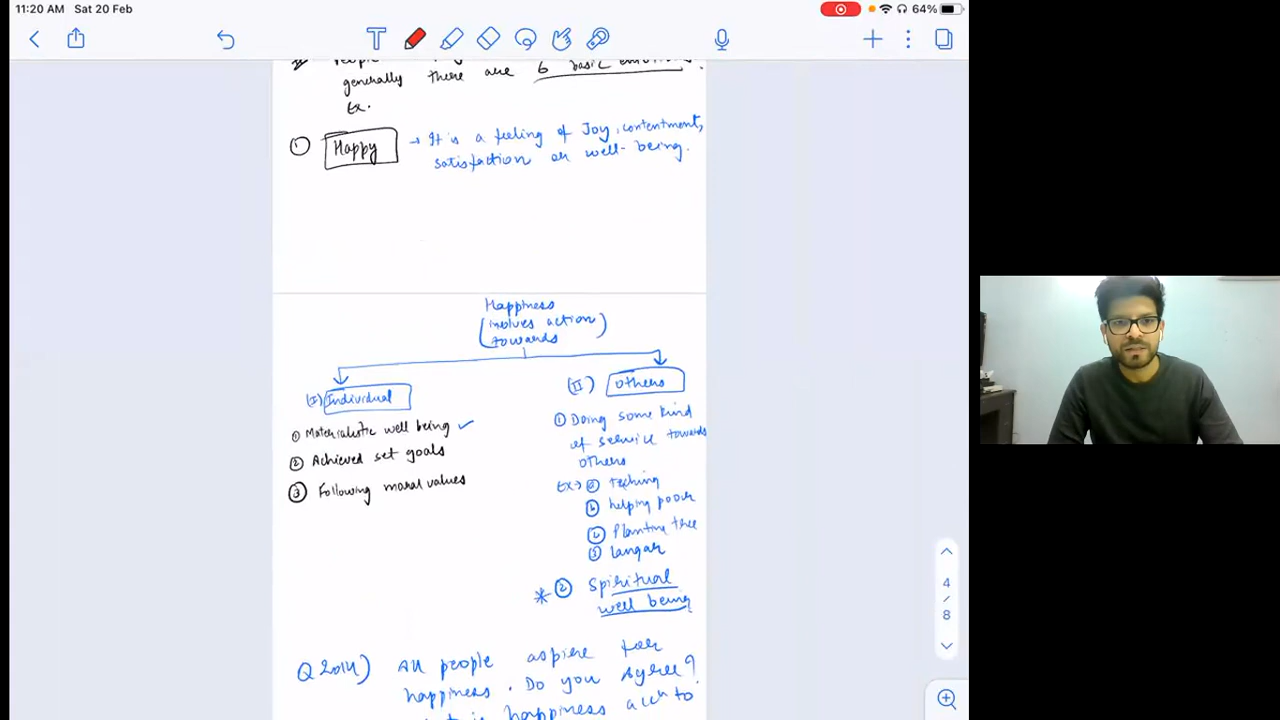 11:20 AM Sat 20 Feb
64%
People
generally there are 6 basic emotions.
Ex.
① Happy → It is a feeling of Joy, contentment,
satisfaction or well-being.
Happiness
(involves action)
towards
(I) Individual
① Materialistic well being ✓
② Achieved set goals
③ Following moral values
(II) others
① Doing some kind
of service towards
others
Ex → ⓐ teching
ⓑ helping poor
② Planting tree
③ Langar
* ② Spiritual
well being
Q 2014) All people aspire for
happiness. Do you agree?
happiness acc to
4
/
8